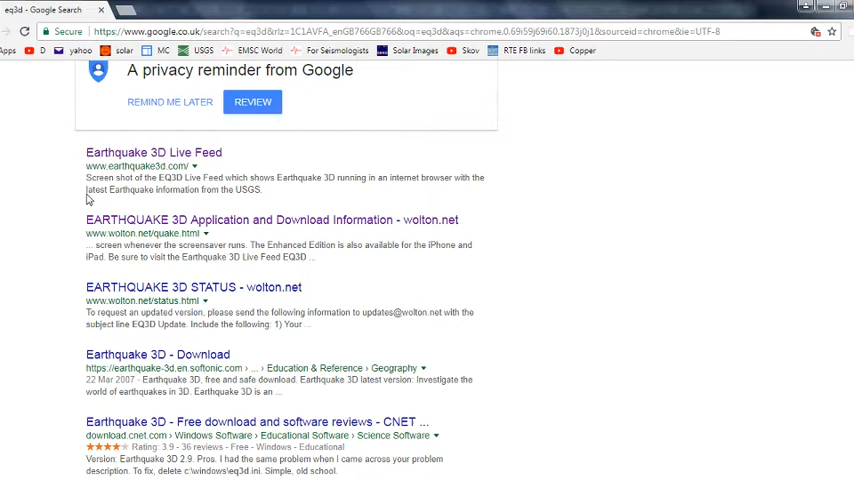 eq3d - Google Search
Secure https://www.google.co.uk/search?q=eq3d&rlz=1C1AVFA_enGB766GB766&oq=eq3d&aqs=chrome.0.69i59j69i60.1873j0j1&sourceid=chrome&ie=UTF-8
Apps D yahoo solar MC USGS EMSC World For Seismologists Solar Images Skov RTE FB links Copper
A privacy reminder from Google
REMIND ME LATER REVIEW
Earthquake 3D Live Feed
www.earthquake3d.com/
Screen shot of the EQ3D Live Feed which shows Earthquake 3D running in an internet browser with the
latest Earthquake information from the USGS.
EARTHQUAKE 3D Application and Download Information - wolton.net
www.wolton.net/quake.html
... screen whenever the screensaver runs. The Enhanced Edition is also available for the iPhone and
iPad. Be sure to visit the Earthquake 3D Live Feed EQ3D ...
EARTHQUAKE 3D STATUS - wolton.net
www.wolton.net/status.html
To request an updated version, please send the following information to updates@wolton.net with the
subject line EQ3D Update. Include the following: 1) Your ...
Earthquake 3D - Download
https://earthquake-3d.en.softonic.com › ... › Education & Reference › Geography
22 Mar 2007 - Earthquake 3D, free and safe download. Earthquake 3D latest version: Investigate the
world of earthquakes in 3D. Earthquake 3D is an ...
Earthquake 3D - Free download and software reviews - CNET ...
download.cnet.com › Windows Software › Educational Software › Science Software
Rating: 3.9 - 36 reviews - Free - Windows - Educational
Version: Earthquake 3D 2.9. Pros. I had the same problem when I came across your problem
description. To fix, delete c:\windows\eq3d.ini. Simple, old school.